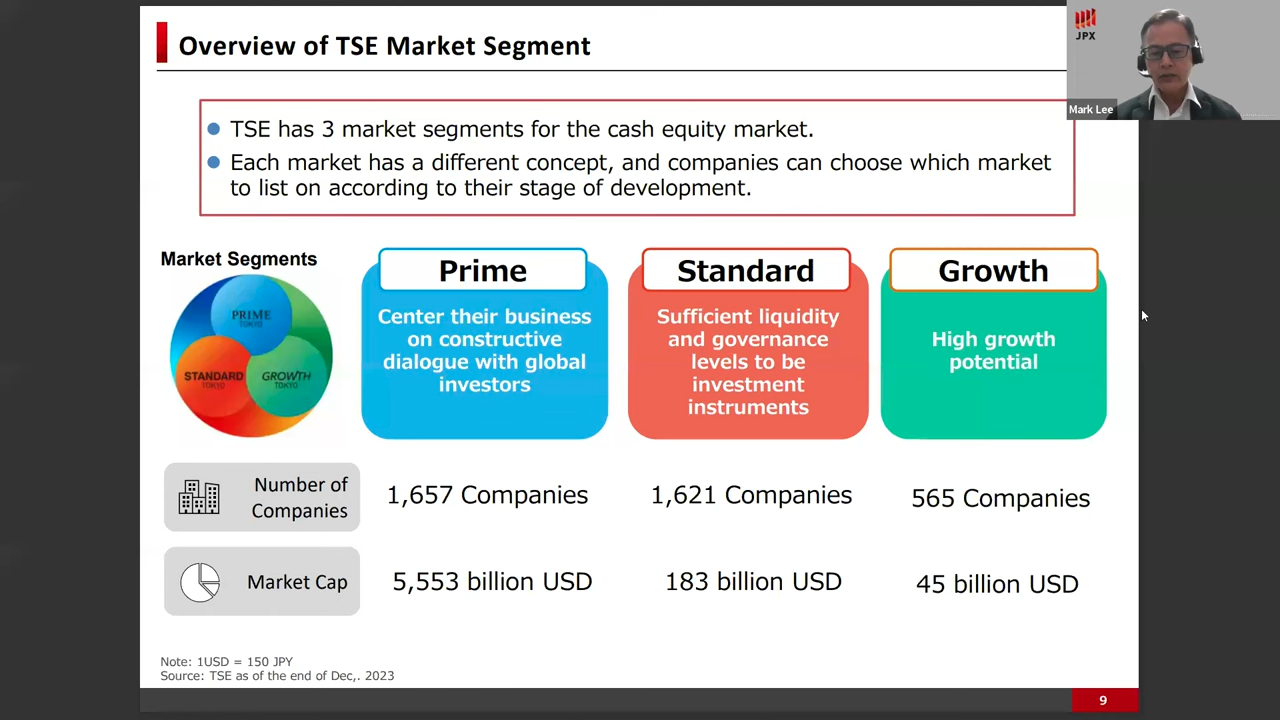 Overview of TSE Market Segment
JPX
Mark Lee
TSE has 3 market segments for the cash equity market.
Each market has a different concept, and companies can choose which market
to list on according to their stage of development.
Market Segments
PRIME
TOKYO
STANDARD
TOKYO
GROWTH
TOKYO
Prime
Center their business
on constructive
dialogue with global
investors
Standard
Sufficient liquidity
and governance
levels to be
investment
instruments
Growth
High growth
potential
Number of
Companies
1,657 Companies
1,621 Companies
565 Companies
Market Cap
5,553 billion USD
183 billion USD
45 billion USD
Note: 1USD = 150 JPY
Source: TSE as of the end of Dec,. 2023
9